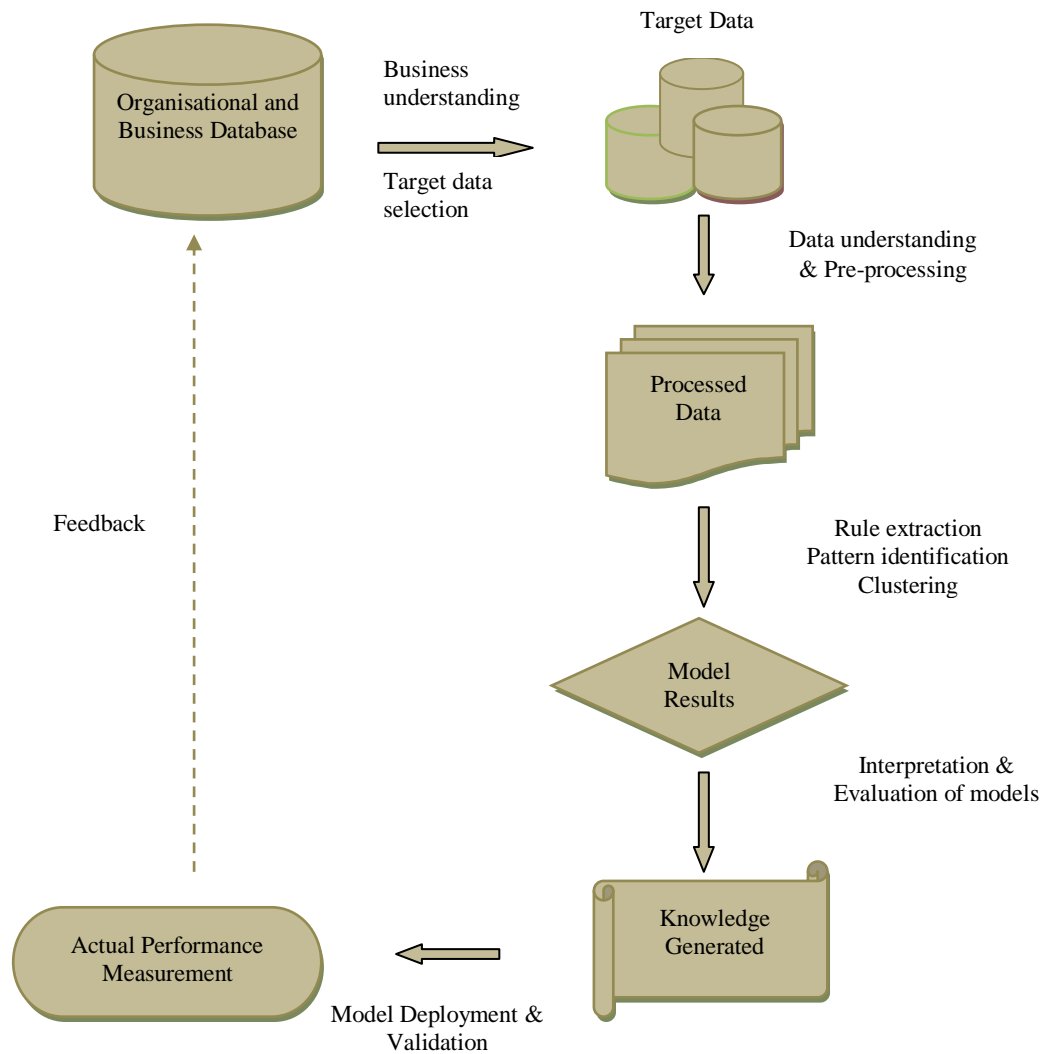 Target Data
Organisational and
Business Database
Business
understanding
Target data
selection
Data understanding
& Pre-processing
Processed
Data
Feedback
Rule extraction
Pattern identification
Clustering
Model
Results
Interpretation &
Evaluation of models
Knowledge
Generated
Actual Performance
Measurement
Model Deployment &
Validation